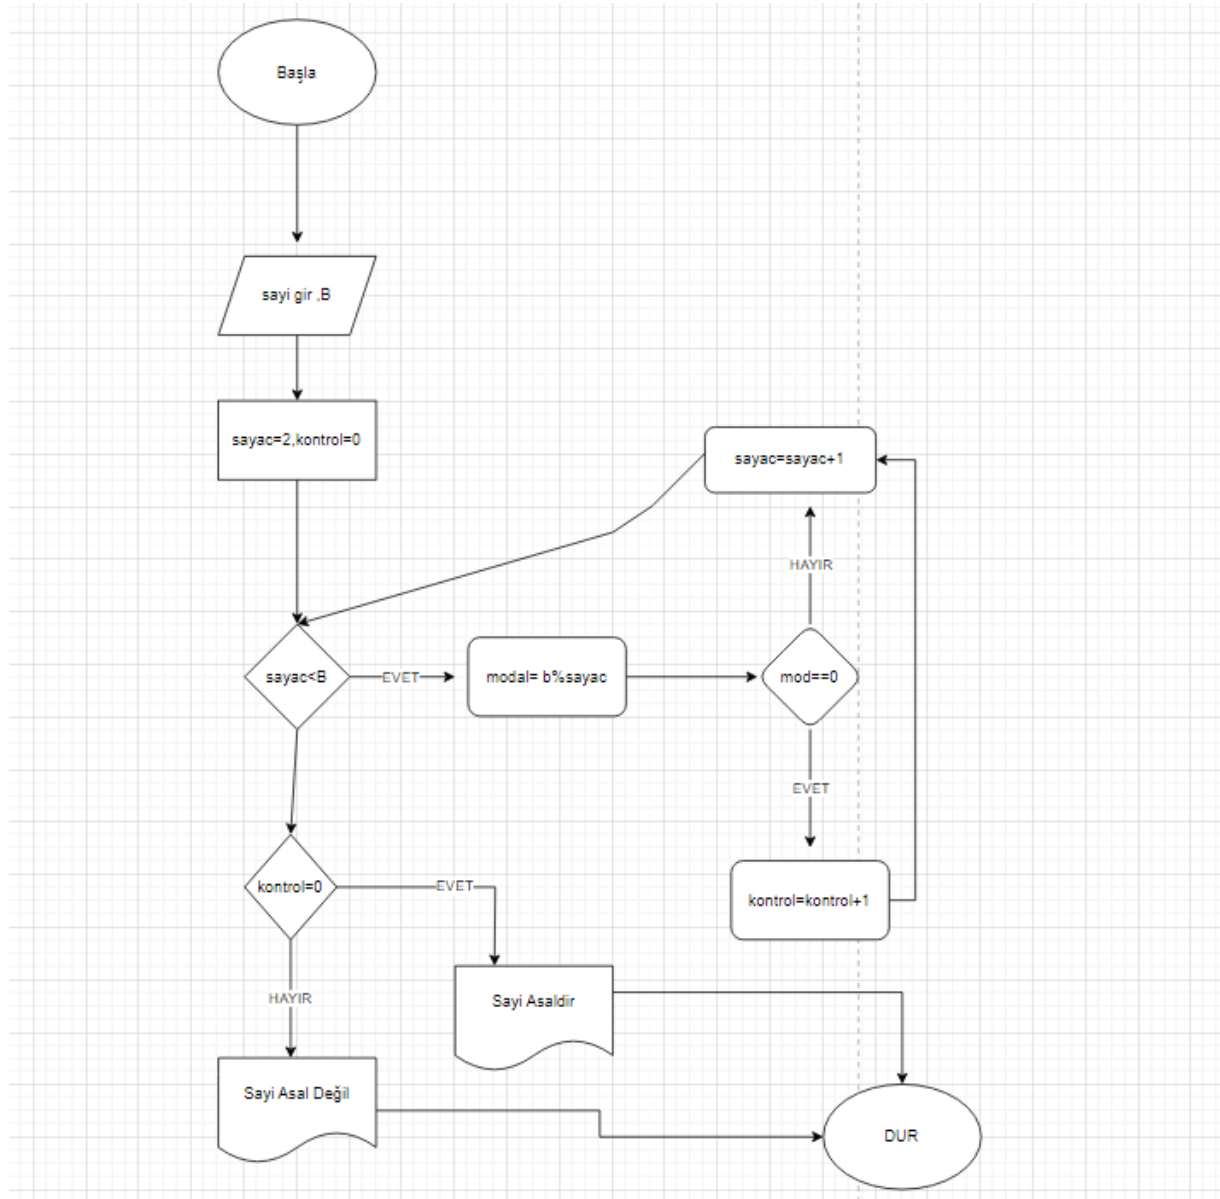 Başla
sayi gir ,B
sayac=2,kontrol=0
sayac=sayac+1
HAYIR
sayac<B
EVET
modal= b%sayac
mod==0
EVET
kontrol=0
EVET
kontrol=kontrol+1
HAYIR
Sayi Asaldir
Sayi Asal Değil
DUR